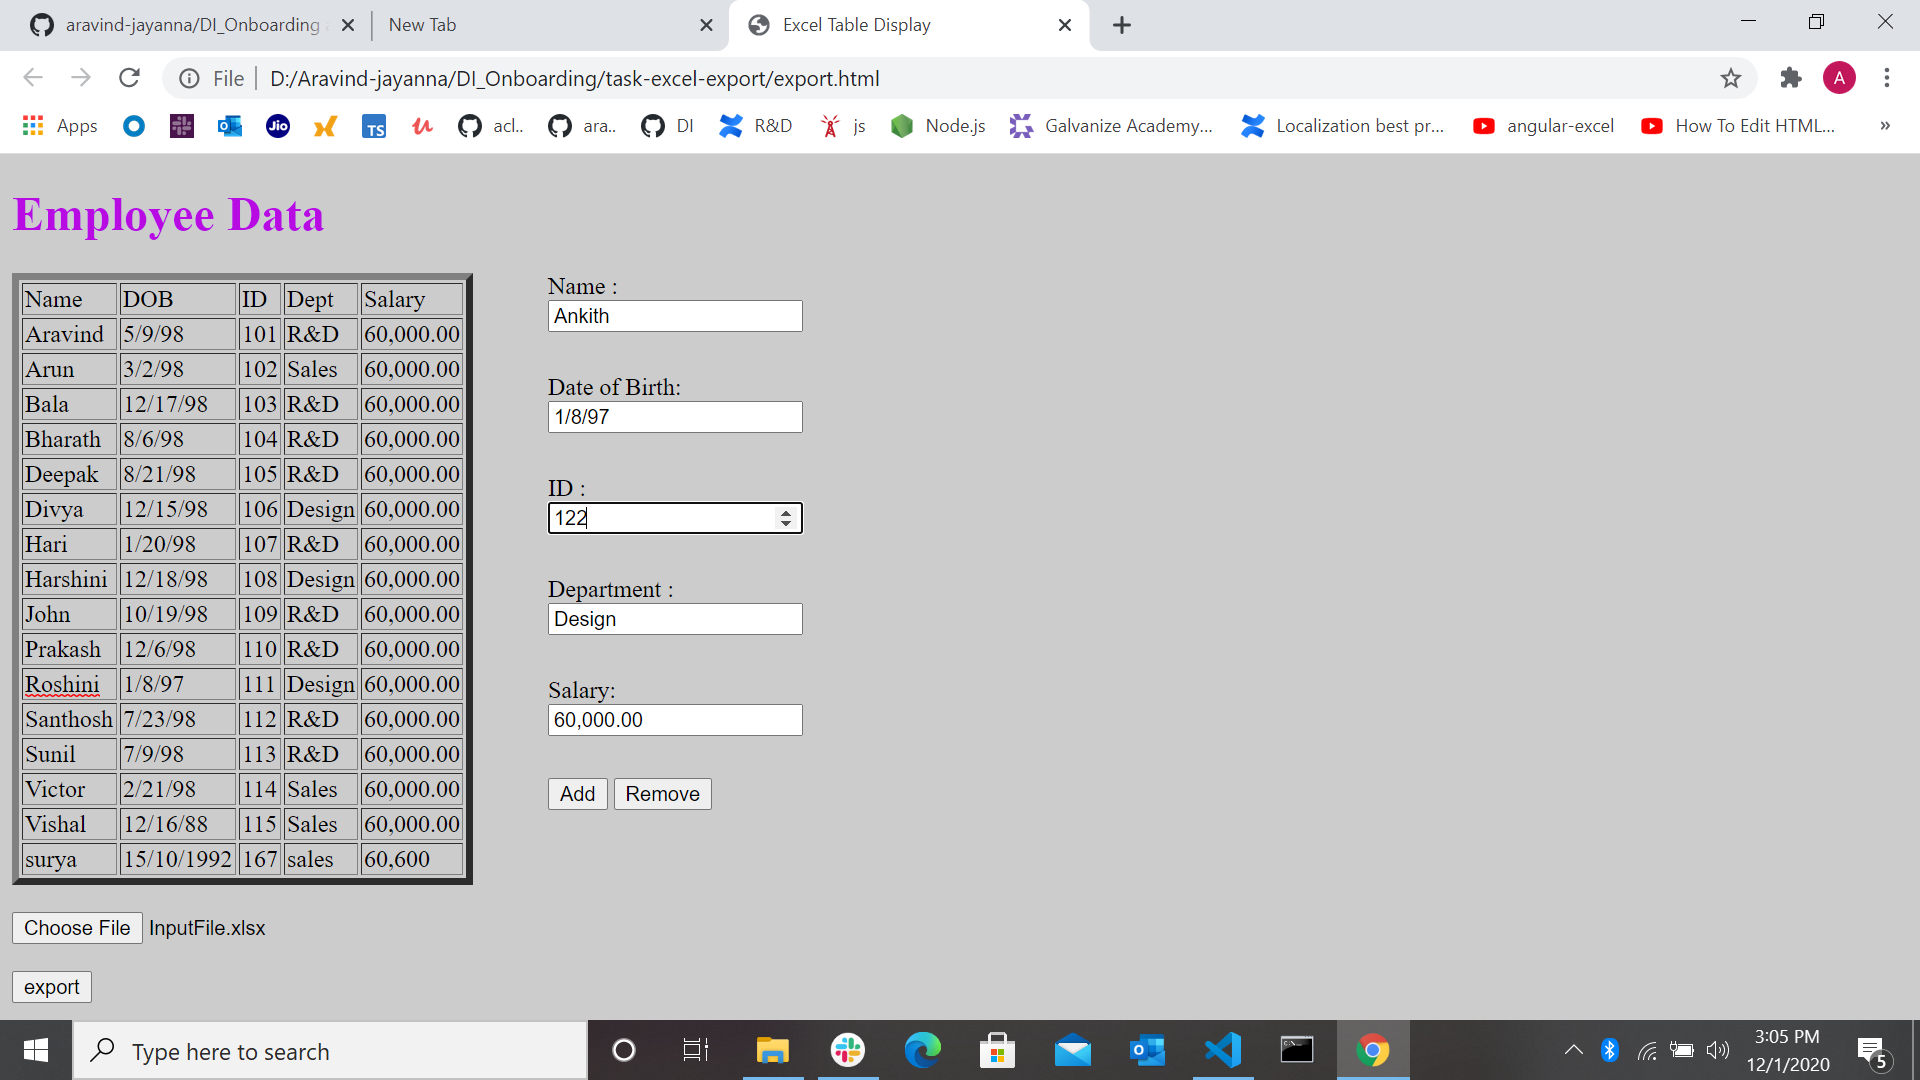 aravind-jayanna/DI_Onboarding
New Tab
Excel Table Display
File D:/Aravind-jayanna/DI_Onboarding/task-excel-export/export.html
A
Apps
Jio
TS
acl..
ara..
DI
R&D
js
Node.js
Galvanize Academy...
Localization best pr...
angular-excel
How To Edit HTML...
»
Employee Data
Name DOB ID Dept Salary
Aravind 5/9/98 101 R&D 60,000.00
Arun 3/2/98 102 Sales 60,000.00
Bala 12/17/98 103 R&D 60,000.00
Bharath 8/6/98 104 R&D 60,000.00
Deepak 8/21/98 105 R&D 60,000.00
Divya 12/15/98 106 Design 60,000.00
Hari 1/20/98 107 R&D 60,000.00
Harshini 12/18/98 108 Design 60,000.00
John 10/19/98 109 R&D 60,000.00
Prakash 12/6/98 110 R&D 60,000.00
Roshini 1/8/97 111 Design 60,000.00
Santhosh 7/23/98 112 R&D 60,000.00
Sunil 7/9/98 113 R&D 60,000.00
Victor 2/21/98 114 Sales 60,000.00
Vishal 12/16/88 115 Sales 60,000.00
surya 15/10/1992 167 sales 60,600
Name :
Ankith
Date of Birth:
1/8/97
ID :
122
Department :
Design
Salary:
60,000.00
Add Remove
Choose File InputFile.xlsx
export
Type here to search
3:05 PM
12/1/2020
5